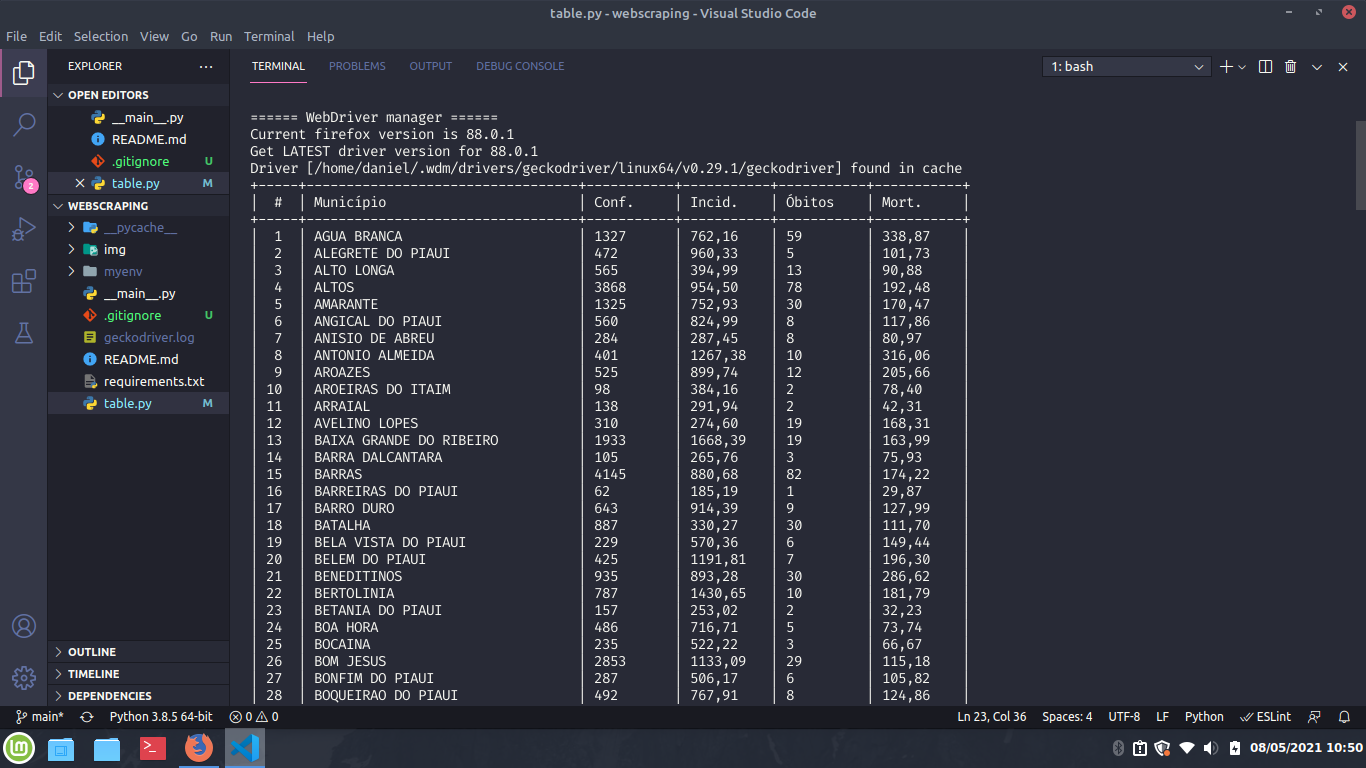 table.py - webscraping - Visual Studio Code
File Edit Selection View Go Run Terminal Help
EXPLORER
OPEN EDITORS
__main__.py
README.md
.gitignore U
table.py M
WEBSCRAPING
__pycache__
img
myenv
__main__.py
.gitignore U
geckodriver.log
README.md
requirements.txt
table.py M
OUTLINE
TIMELINE
DEPENDENCIES
2
TERMINAL PROBLEMS OUTPUT DEBUG CONSOLE 1: bash
====== WebDriver manager ======
Current firefox version is 88.0.1
Get LATEST driver version for 88.0.1
Driver [/home/daniel/.wdm/drivers/geckodriver/linux64/v0.29.1/geckodriver] found in cache
| # | Município | Conf. | Incid. | Óbitos | Mort. |
| 1 | AGUA BRANCA | 1327 | 762,16 | 59 | 338,87 |
| 2 | ALEGRETE DO PIAUI | 472 | 960,33 | 5 | 101,73 |
| 3 | ALTO LONGA | 565 | 394,99 | 13 | 90,88 |
| 4 | ALTOS | 3868 | 954,50 | 78 | 192,48 |
| 5 | AMARANTE | 1325 | 752,93 | 30 | 170,47 |
| 6 | ANGICAL DO PIAUI | 560 | 824,99 | 8 | 117,86 |
| 7 | ANISIO DE ABREU | 284 | 287,45 | 8 | 80,97 |
| 8 | ANTONIO ALMEIDA | 401 | 1267,38 | 10 | 316,06 |
| 9 | AROAZES | 525 | 899,74 | 12 | 205,66 |
| 10 | AROEIRAS DO ITAIM | 98 | 384,16 | 2 | 78,40 |
| 11 | ARRAIAL | 138 | 291,94 | 2 | 42,31 |
| 12 | AVELINO LOPES | 310 | 274,60 | 19 | 168,31 |
| 13 | BAIXA GRANDE DO RIBEIRO | 1933 | 1668,39 | 19 | 163,99 |
| 14 | BARRA DALCANTARA | 105 | 265,76 | 3 | 75,93 |
| 15 | BARRAS | 4145 | 880,68 | 82 | 174,22 |
| 16 | BARREIRAS DO PIAUI | 62 | 185,19 | 1 | 29,87 |
| 17 | BARRO DURO | 643 | 914,39 | 9 | 127,99 |
| 18 | BATALHA | 887 | 330,27 | 30 | 111,70 |
| 19 | BELA VISTA DO PIAUI | 229 | 570,36 | 6 | 149,44 |
| 20 | BELEM DO PIAUI | 425 | 1191,81 | 7 | 196,30 |
| 21 | BENEDITINOS | 935 | 893,28 | 30 | 286,62 |
| 22 | BERTOLINIA | 787 | 1430,65 | 10 | 181,79 |
| 23 | BETANIA DO PIAUI | 157 | 253,02 | 2 | 32,23 |
| 24 | BOA HORA | 486 | 716,71 | 5 | 73,74 |
| 25 | BOCAINA | 235 | 522,22 | 3 | 66,67 |
| 26 | BOM JESUS | 2853 | 1133,09 | 29 | 115,18 |
| 27 | BONFIM DO PIAUI | 287 | 506,17 | 6 | 105,82 |
| 28 | BOQUEIRAO DO PIAUI | 492 | 767,91 | 8 | 124,86 |
main* Python 3.8.5 64-bit 0 0 Ln 23, Col 36 Spaces: 4 UTF-8 LF Python ESLint
08/05/2021 10:50